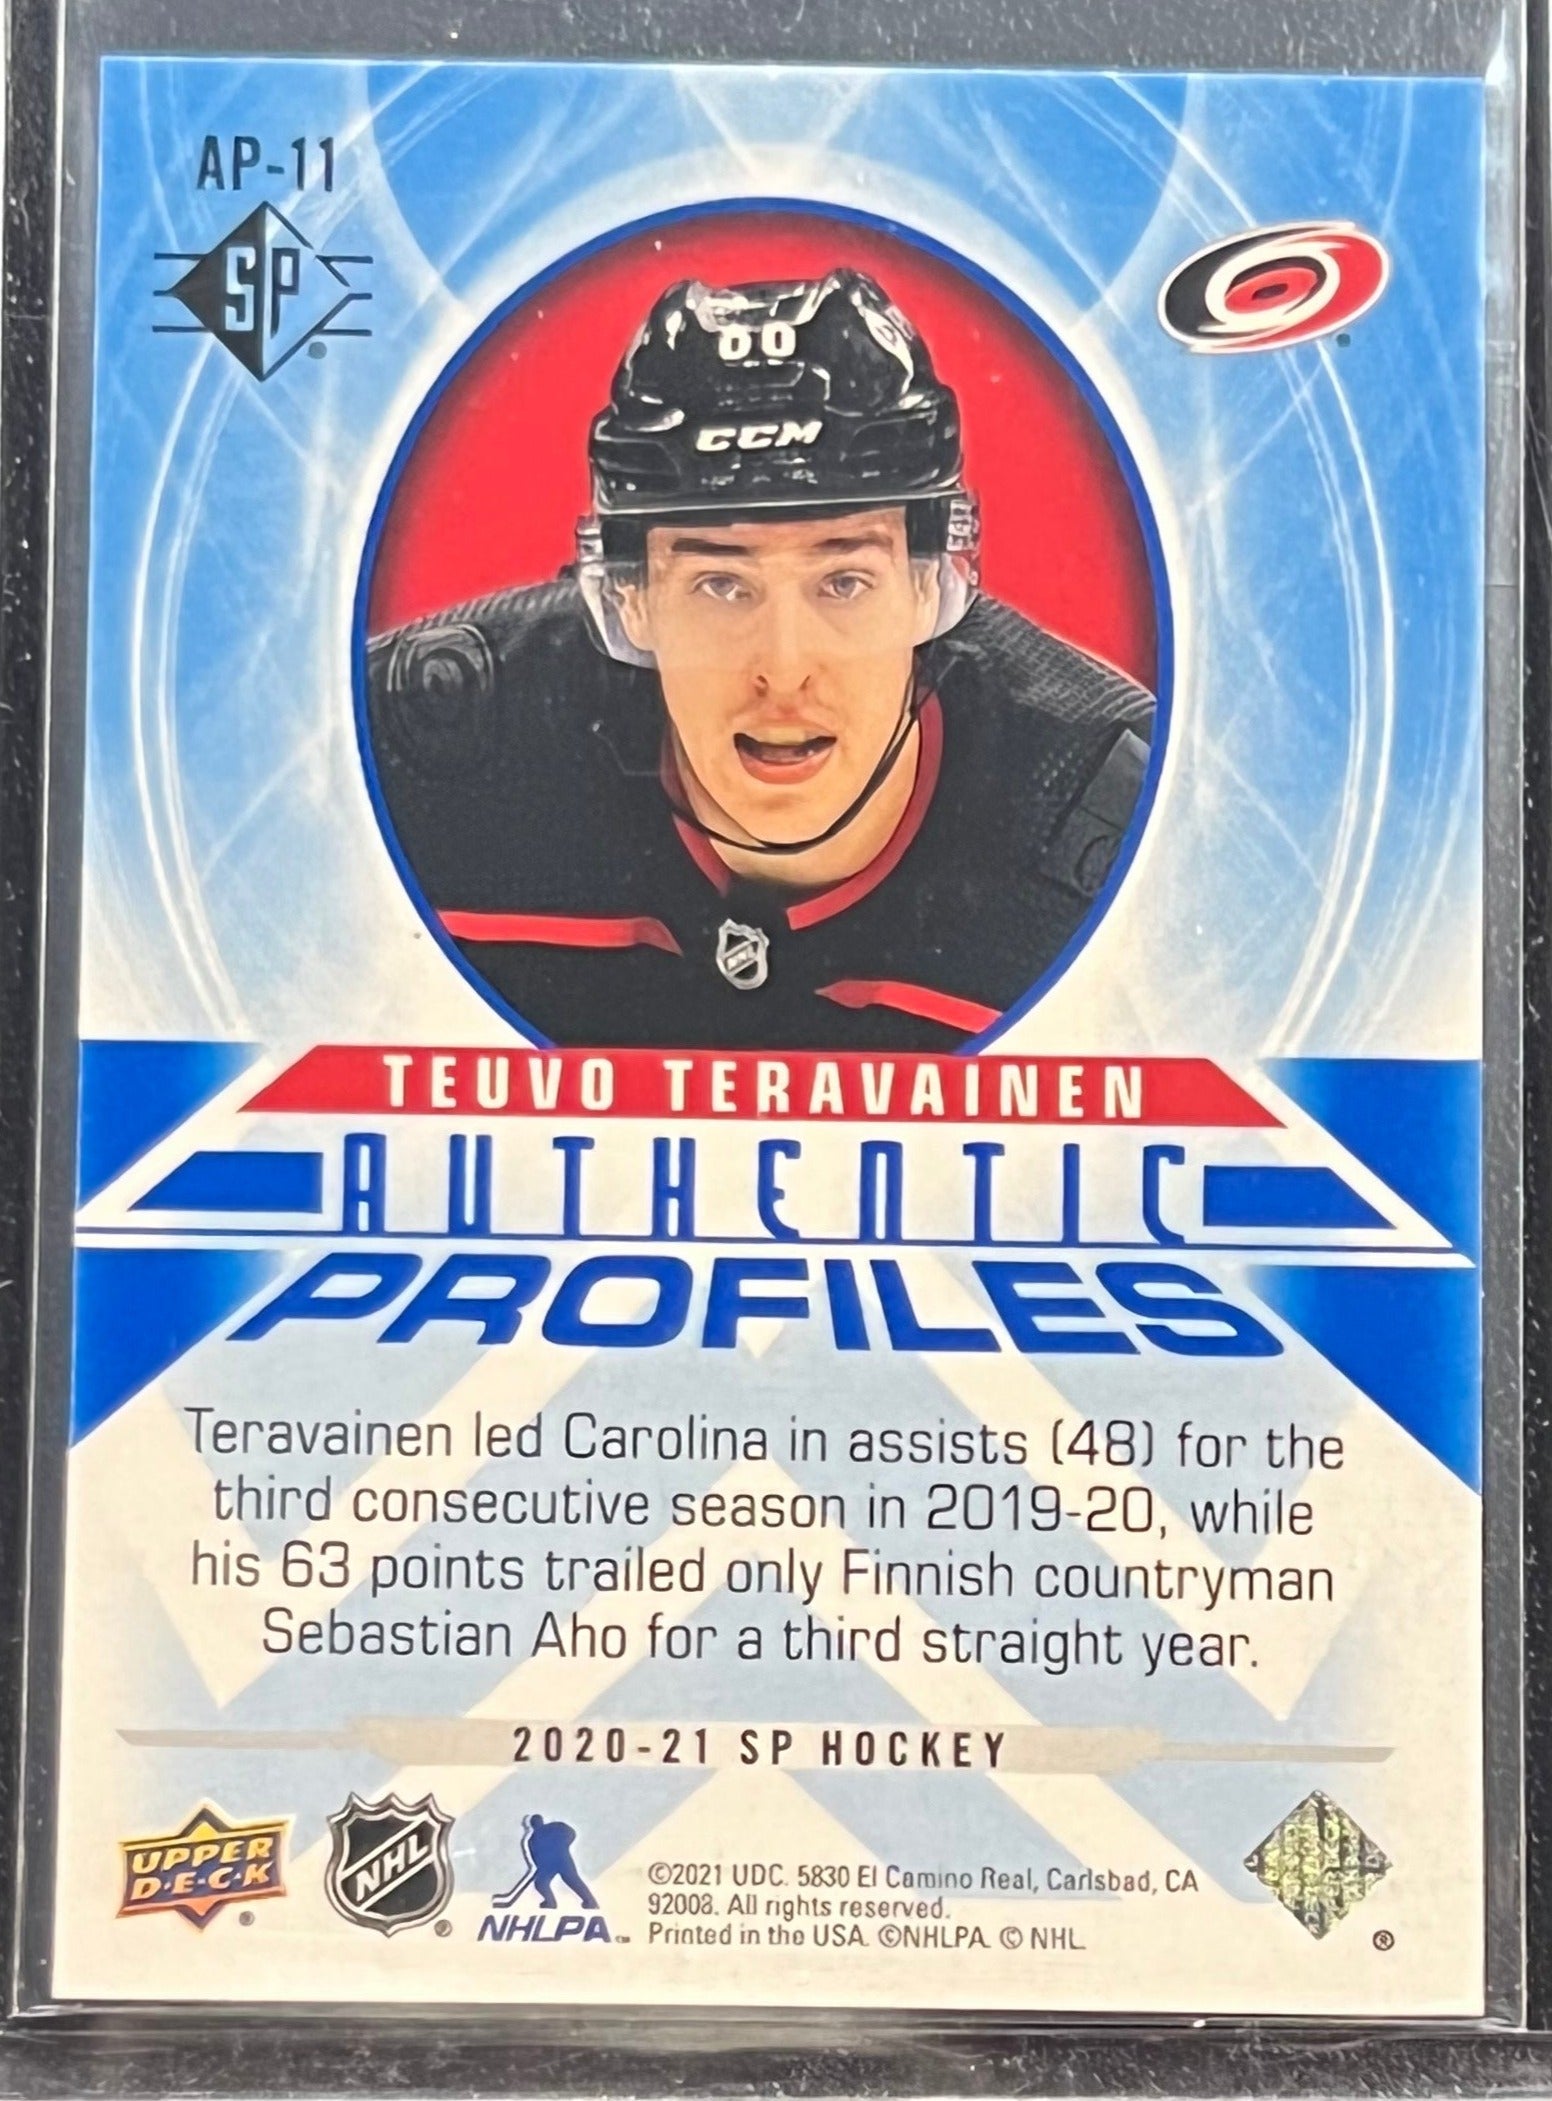 AP-11
SP
CCM
TEUVO TERAVAINEN
AUTHENTIC
PROFILES
Teravainen led Carolina in assists (48) for the
third consecutive season in 2019-20, while
his 63 points trailed only Finnish countryman
Sebastian Aho for a third straight year.
2020-21 SP HOCKEY
UPPER
D·E·C·K
NHL
NHLPA
©2021 UDC. 5830 El Camino Real, Carlsbad, CA
92008. All rights reserved.
Printed in the USA. ©NHLPA. © NHL